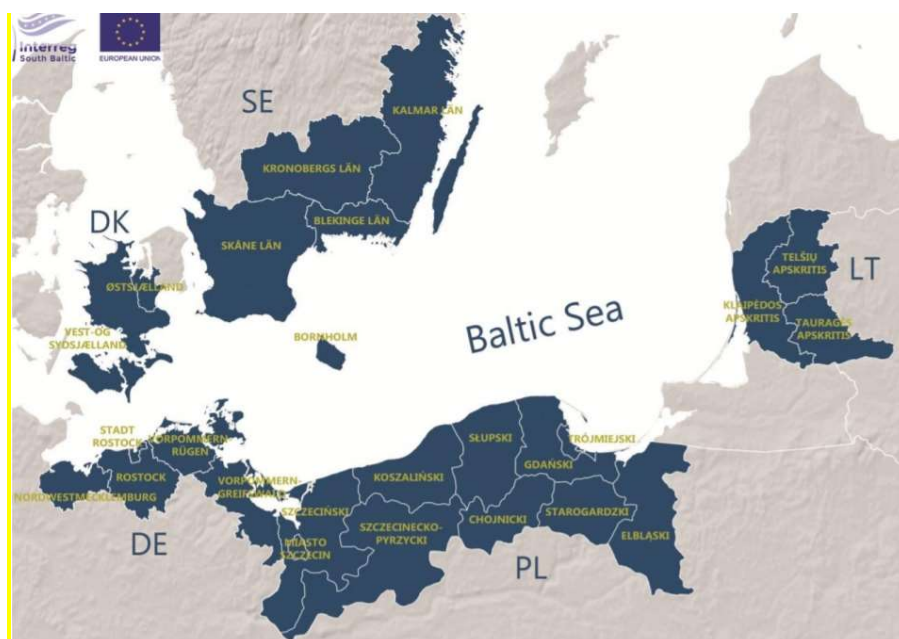 Interreg
South Baltic
EUROPEAN UNION
SE
KALMAR LÄN
KRONOBERGS LÄN
BLEKINGE LÄN
SKÅNE LÄN
DK
ØSTSJÆLLAND
VEST-OG
SYDSJÆLLAND
BORNHOLM
Baltic Sea
TELŠIŲ
APSKRITIS
LT
KLAIPĖDOS
APSKRITIS
TAURAGĖS
APSKRITIS
STADT
ROSTOCK
VORPOMMERN-
RÜGEN
ROSTOCK
NORDWESTMECKLEMBURG
VORPOMMERN-
GREIFSWALD
DE
SZCZECIŃSKI
MIASTO
SZCZECIN
KOSZALIŃSKI
SZCZECINECKO-
PYRZYCKI
SŁUPSKI
CHOJNICKI
TRÓJMIEJSKI
GDAŃSKI
STAROGARDZKI
ELBLĄSKI
PL